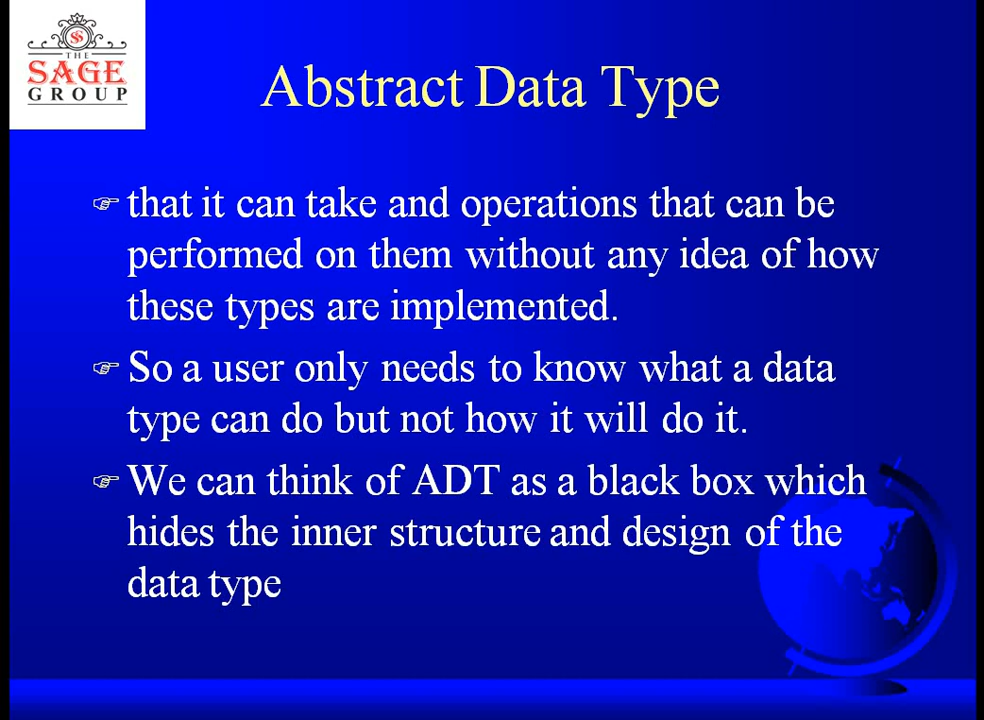 THE
SAGE
GROUP
Abstract Data Type
that it can take and operations that can be
performed on them without any idea of how
these types are implemented.
So a user only needs to know what a data
type can do but not how it will do it.
We can think of ADT as a black box which
hides the inner structure and design of the
data type